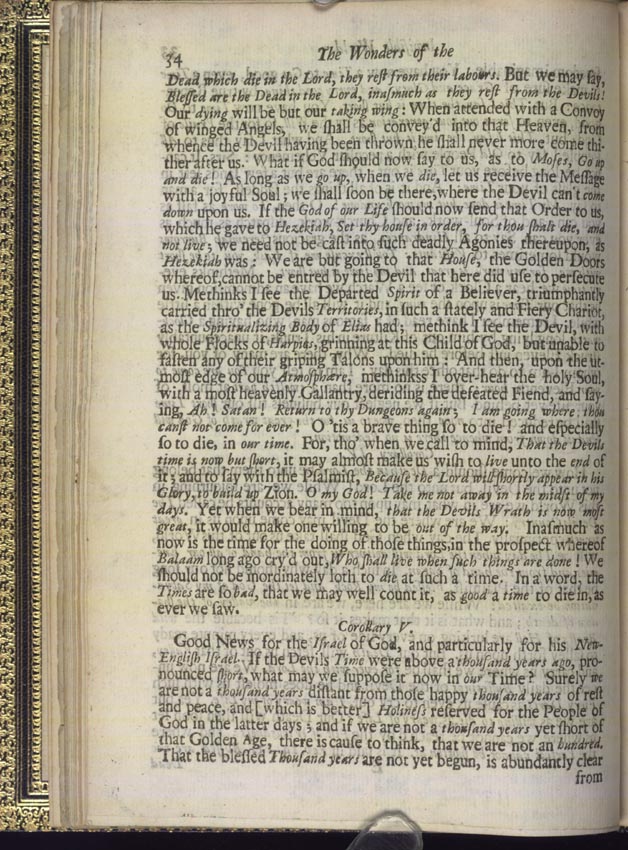 34 The Wonders of the
Dead which die in the Lord, they reſt from their labours. But we may ſay,
Bleſſed are the Dead in the Lord, inaſmuch as they reſt from the Devils!
Our dying will be but our taking wing: When attended with a Convoy
of winged Angels, we ſhall be convey'd into that Heaven, from
whence the Devil having been thrown he ſhall never more come thi-
ther after us. What if God ſhould now ſay to us, as to Moſes, Go up
and die! As long as we go up, when we die, let us receive the Meſſage
with a joyful Soul; we ſhall ſoon be there, where the Devil can't come
down upon us. If the God of our Life ſhould now ſend that Order to us,
which he gave to Hezekiah, Set thy houſe in order, for thou ſhalt die, and
not live; we need not be caſt into ſuch deadly Agonies thereupon, as
Hezekiah was: We are but going to that Houſe, the Golden Doors
whereof, cannot be entred by the Devil that here did uſe to perſecute
us. Methinks I ſee the Departed Spirit of a Believer, triumphantly
carried thro' the Devils Territories, in ſuch a ſtately and Fiery Chariot,
as the Spiritualizing Body of Elias had; methink I ſee the Devil, with
whole Flocks of Harpies, grinning at this Child of God, but unable to
faſten any of their griping Talons upon him: And then, upon the ut-
moſt edge of our Atmoſphære, methinkss I over-hear the holy Soul,
with a moſt heavenly Gallantry, deriding the defeated Fiend, and ſay-
ing, Ah! Satan! Return to thy Dungeons again; I am going where thou
canſt not come for ever! O 'tis a brave thing ſo to die! and eſpecially
ſo to die, in our time. For, tho' when we call to mind, That the Devils
time is now but ſhort, it may almoſt make us wiſh to live unto the end of
it; and to ſay with the Pſalmiſt, Becauſe the Lord will ſhortly appear in his
Glory, to build up Zion. O my God! Take me not away in the midſt of my
days. Yet when we bear in mind, that the Devils Wrath is now moſt
great, it would make one willing to be out of the way. Inaſmuch as
now is the time for the doing of thoſe things, in the proſpect whereof
Balaam long ago cry'd out, Who ſhall live when ſuch things are done! We
ſhould not be inordinately loth to die at ſuch a time. In a word, the
Times are ſo bad, that we may well count it, as good a time to die in, as
ever we ſaw.
Corollary V.
Good News for the Iſrael of God, and particularly for his New-
Engliſh Iſrael. If the Devils Time were above a thouſand years ago, pro-
nounced ſhort, what may we ſuppoſe it now in our Time? Surely we
are not a thouſand years diſtant from thoſe happy thouſand years of reſt
and peace, and [which is better] Holineſs reſerved for the People of
God in the latter days; and if we are not a thouſand years yet ſhort of
that Golden Age, there is cauſe to think, that we are not an hundred.
That the bleſſed Thouſand years are not yet begun, is abundantly clear
from